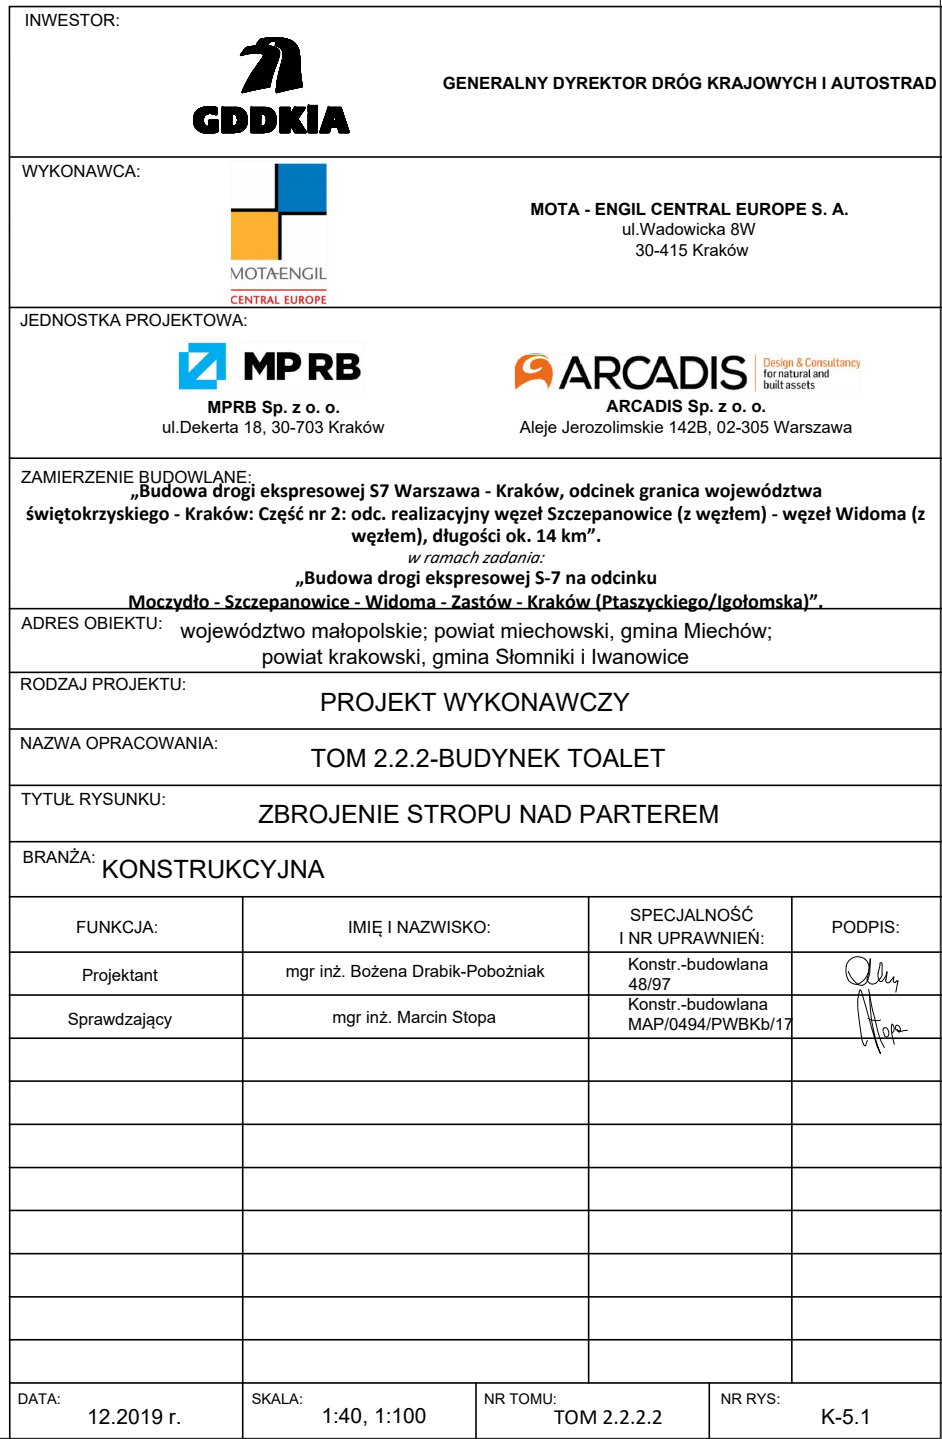 INWESTOR:
GDDKiA
GENERALNY DYREKTOR DRÓG KRAJOWYCH I AUTOSTRAD
WYKONAWCA:
MOTA-ENGIL
CENTRAL EUROPE
MOTA - ENGIL CENTRAL EUROPE S. A.
ul.Wadowicka 8W
30-415 Kraków
JEDNOSTKA PROJEKTOWA:
MPRB
MPRB Sp. z o. o.
ul.Dekerta 18, 30-703 Kraków
ARCADIS
Design & Consultancy
for natural and
built assets
ARCADIS Sp. z o. o.
Aleje Jerozolimskie 142B, 02-305 Warszawa
ZAMIERZENIE BUDOWLANE:
„Budowa drogi ekspresowej S7 Warszawa - Kraków, odcinek granica województwa
świętokrzyskiego - Kraków: Część nr 2: odc. realizacyjny węzeł Szczepanowice (z węzłem) - węzeł Widoma (z
węzłem), długości ok. 14 km”.
w ramach zadania:
„Budowa drogi ekspresowej S-7 na odcinku
Moczydło - Szczepanowice - Widoma - Zastów - Kraków (Ptaszyckiego/Igołomska)”.
ADRES OBIEKTU: województwo małopolskie; powiat miechowski, gmina Miechów;
powiat krakowski, gmina Słomniki i Iwanowice
RODZAJ PROJEKTU:
PROJEKT WYKONAWCZY
NAZWA OPRACOWANIA:
TOM 2.2.2-BUDYNEK TOALET
TYTUŁ RYSUNKU:
ZBROJENIE STROPU NAD PARTEREM
BRANŻA: KONSTRUKCYJNA
FUNKCJA: IMIĘ I NAZWISKO: SPECJALNOŚĆ
I NR UPRAWNIEŃ: PODPIS:
Projektant mgr inż. Bożena Drabik-Pobożniak Konstr.-budowlana
48/97
Sprawdzający mgr inż. Marcin Stopa Konstr.-budowlana
MAP/0494/PWBKb/17
DATA: 12.2019 r. SKALA: 1:40, 1:100 NR TOMU: TOM 2.2.2.2 NR RYS: K-5.1